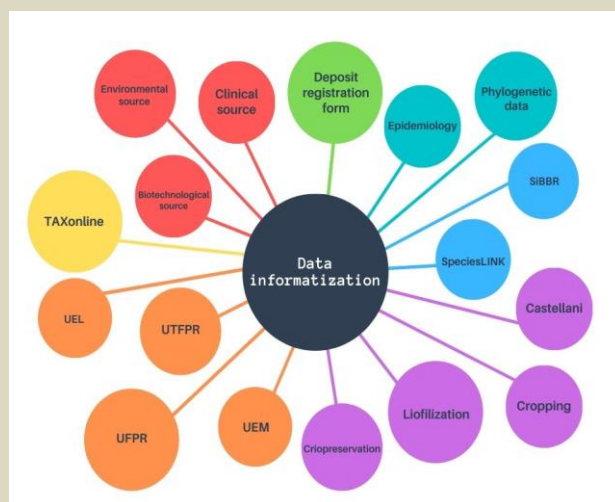 Environmental
source
Clinical
source
Deposit
registration
form
Epidemiology
Phylogenetic
data
Biotechnological
source
SiBBR
TAXonline
Data
informatization
SpeciesLINK
UEL
UTFPR
Castellani
UFPR
UEM
Criopreservation
Liofilization
Cropping